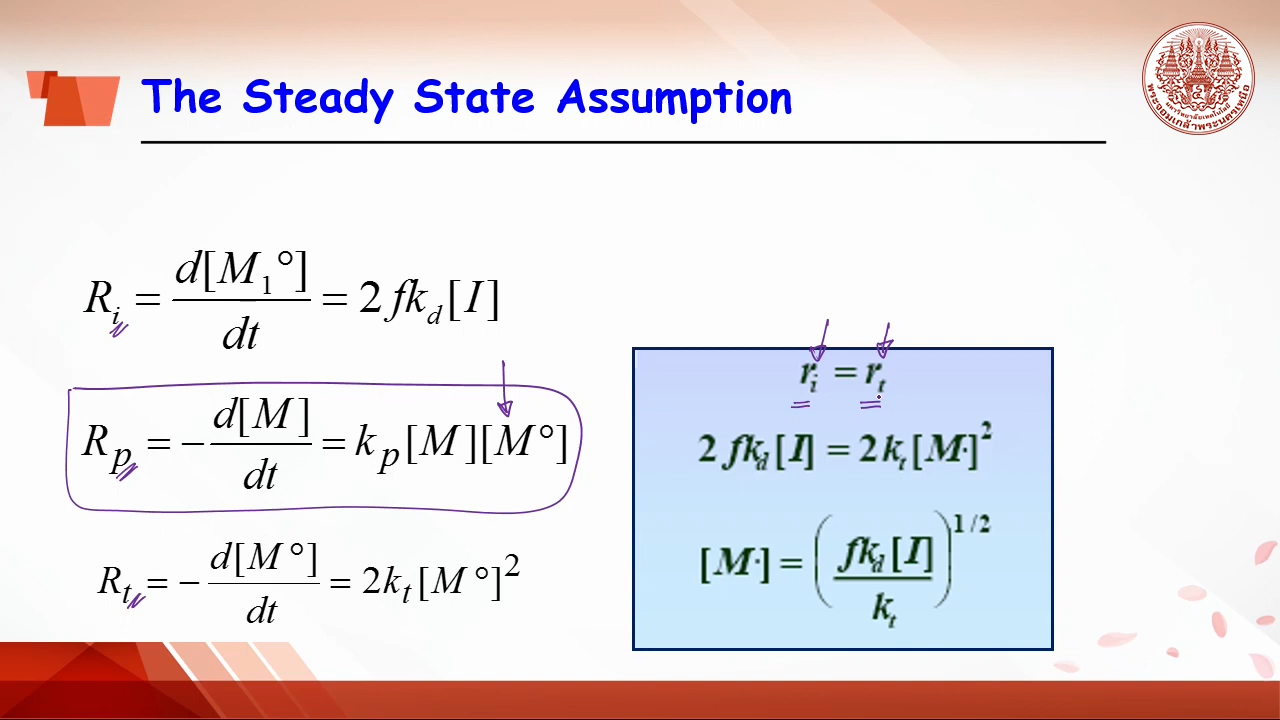 The Steady State Assumption
R_i = d[M_1°]/dt = 2fk_d[I]
R_p = -d[M]/dt = k_p[M][M°]
R_t = -d[M°]/dt = 2k_t[M°]^2
r_i = r_t
2fk_d[I] = 2k_t[M·]^2
[M·] = (fk_d[I]/k_t)^1/2